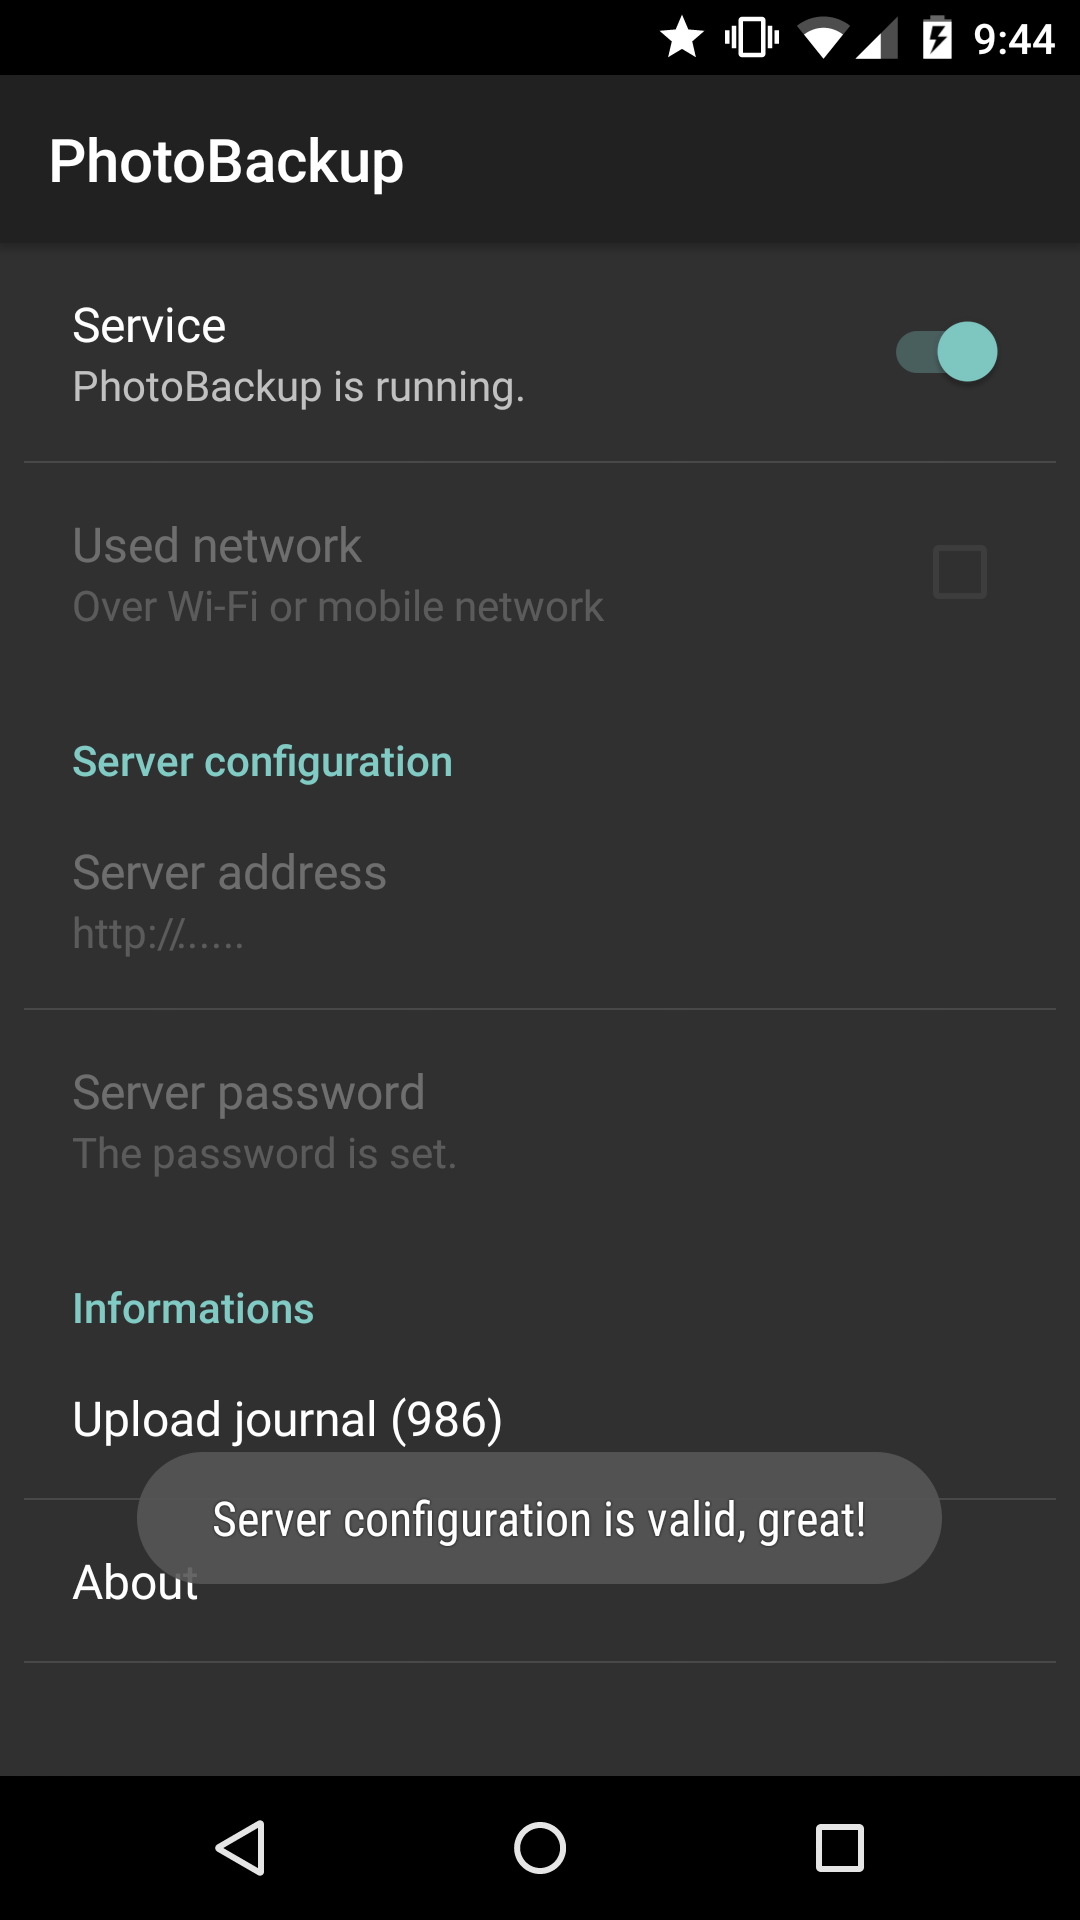 9:44
PhotoBackup
Service
PhotoBackup is running.
Used network
Over Wi-Fi or mobile network
Server configuration
Server address
http://......
Server password
The password is set.
Informations
Upload journal (986)
Server configuration is valid, great!
About